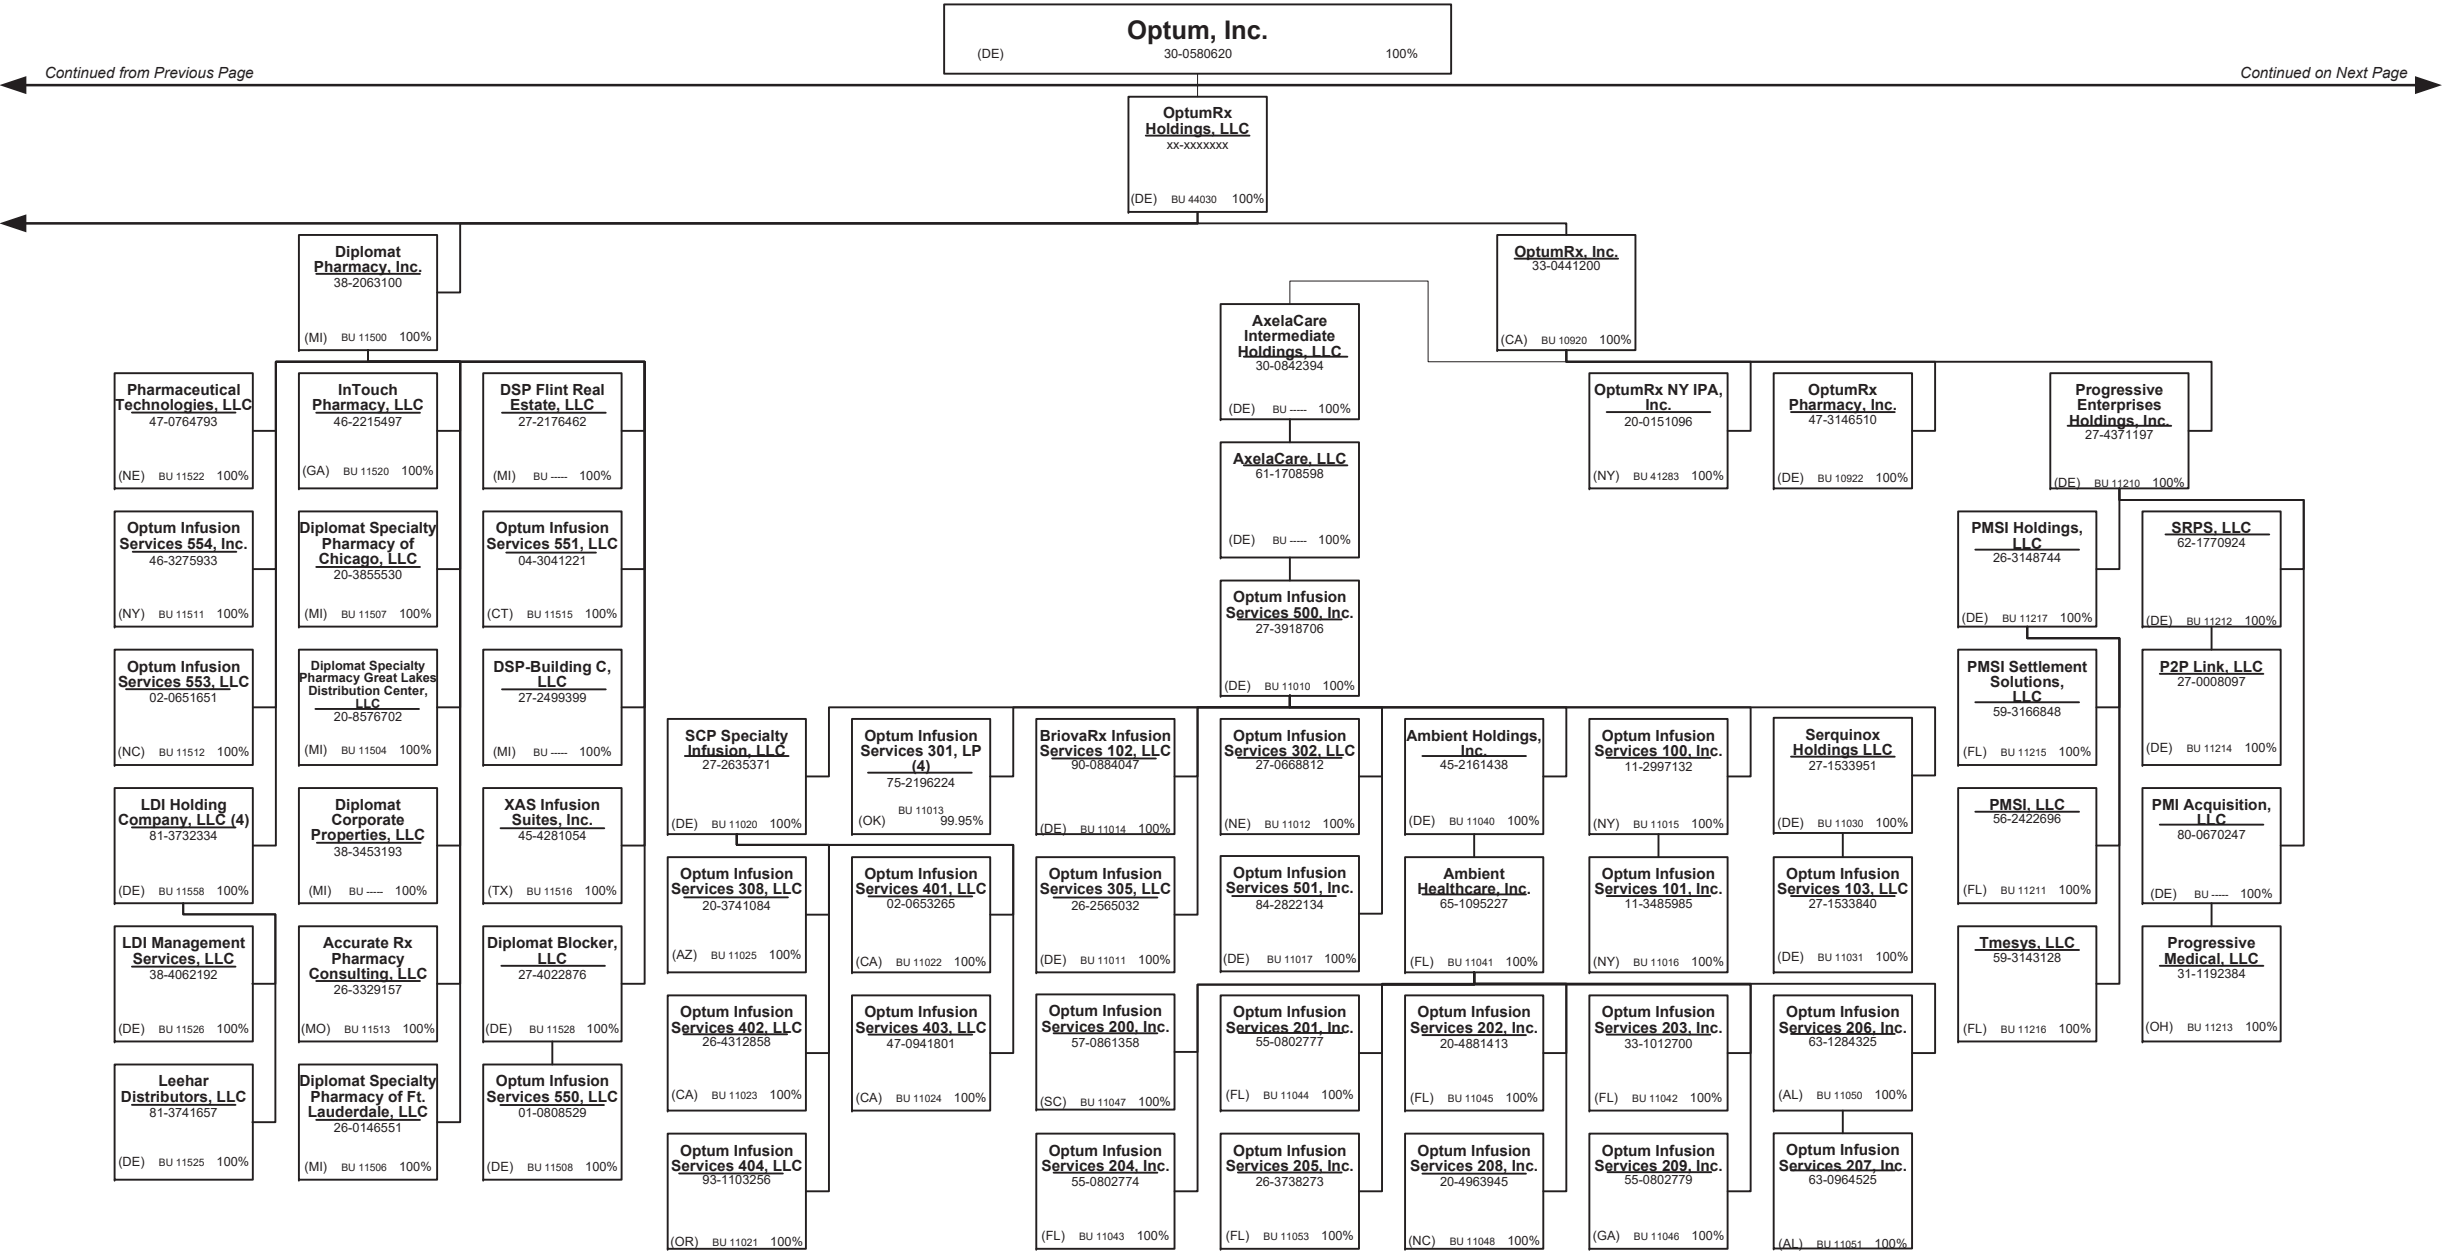 Optum, Inc.
(DE) 30-0580620 100%
Continued from Previous Page
Continued on Next Page
OptumRx
Holdings, LLC
xx-xxxxxxx
(DE) BU 44030 100%
Diplomat
Pharmacy, Inc.
38-2063100
(MI) BU 11500 100%
OptumRx, Inc.
33-0441200
(CA) BU 10920 100%
Pharmaceutical
Technologies, LLC
47-0764793
(NE) BU 11522 100%
InTouch
Pharmacy, LLC
46-2215497
(GA) BU 11520 100%
DSP Flint Real
Estate, LLC
27-2176462
(MI) BU ----- 100%
Optum Infusion
Services 554, Inc.
46-3275933
(NY) BU 11511 100%
Diplomat Specialty
Pharmacy of
Chicago, LLC
20-3855530
(MI) BU 11507 100%
Optum Infusion
Services 551, LLC
04-3041221
(CT) BU 11515 100%
Optum Infusion
Services 553, LLC
02-0651651
(NC) BU 11512 100%
Diplomat Specialty
Pharmacy Great Lakes
Distribution Center,
LLC
20-8576702
(MI) BU 11504 100%
DSP-Building C,
LLC
27-2499399
(MI) BU ----- 100%
LDI Holding
Company, LLC (4)
81-3732334
(DE) BU 11558 100%
Diplomat
Corporate
Properties, LLC
38-3453193
(MI) BU ----- 100%
XAS Infusion
Suites, Inc.
45-4281054
(TX) BU 11516 100%
LDI Management
Services, LLC
38-4062192
(DE) BU 11526 100%
Accurate Rx
Pharmacy
Consulting, LLC
26-3329157
(MO) BU 11513 100%
Diplomat Blocker,
LLC
27-4022876
(DE) BU 11528 100%
Leehar
Distributors, LLC
81-3741657
(DE) BU 11525 100%
Diplomat Specialty
Pharmacy of Ft.
Lauderdale, LLC
26-0146551
(MI) BU 11506 100%
Optum Infusion
Services 550, LLC
01-0808529
(DE) BU 11508 100%
AxelaCare
Intermediate
Holdings, LLC
30-0842394
(DE) BU ----- 100%
AxelaCare, LLC
61-1708598
(DE) BU ----- 100%
Optum Infusion
Services 500, Inc.
27-3918706
(DE) BU 11010 100%
SCP Specialty
Infusion, LLC
27-2635371
(DE) BU 11020 100%
Optum Infusion
Services 301, LP
(4)
75-2196224
BU 11013
(OK) 99.95%
BriovaRx Infusion
Services 102, LLC
90-0884047
(DE) BU 11014 100%
Optum Infusion
Services 302, LLC
27-0668812
(NE) BU 11012 100%
Ambient Holdings,
Inc.
45-2161438
(DE) BU 11040 100%
Optum Infusion
Services 100, Inc.
11-2997132
(NY) BU 11015 100%
Serquinox
Holdings LLC
27-1533951
(DE) BU 11030 100%
Optum Infusion
Services 308, LLC
20-3741084
(AZ) BU 11025 100%
Optum Infusion
Services 401, LLC
02-0653265
(CA) BU 11022 100%
Optum Infusion
Services 305, LLC
26-2565032
(DE) BU 11011 100%
Optum Infusion
Services 501, Inc.
84-2822134
(DE) BU 11017 100%
Ambient
Healthcare, Inc.
65-1095227
(FL) BU 11041 100%
Optum Infusion
Services 101, Inc.
11-3485985
(NY) BU 11016 100%
Optum Infusion
Services 103, LLC
27-1533840
(DE) BU 11031 100%
Optum Infusion
Services 402, LLC
26-4312858
(CA) BU 11023 100%
Optum Infusion
Services 403, LLC
47-0941801
(CA) BU 11024 100%
Optum Infusion
Services 200, Inc.
57-0861358
(SC) BU 11047 100%
Optum Infusion
Services 201, Inc.
55-0802777
(FL) BU 11044 100%
Optum Infusion
Services 202, Inc.
20-4881413
(FL) BU 11045 100%
Optum Infusion
Services 203, Inc.
33-1012700
(FL) BU 11042 100%
Optum Infusion
Services 206, Inc.
63-1284325
(AL) BU 11050 100%
Optum Infusion
Services 404, LLC
93-1103256
(OR) BU 11021 100%
Optum Infusion
Services 204, Inc.
55-0802774
(FL) BU 11043 100%
Optum Infusion
Services 205, Inc.
26-3738273
(FL) BU 11053 100%
Optum Infusion
Services 208, Inc.
20-4963945
(NC) BU 11048 100%
Optum Infusion
Services 209, Inc.
55-0802779
(GA) BU 11046 100%
Optum Infusion
Services 207, Inc.
63-0964525
(AL) BU 11051 100%
OptumRx NY IPA,
Inc.
20-0151096
(NY) BU 41283 100%
OptumRx
Pharmacy, Inc.
47-3146510
(DE) BU 10922 100%
Progressive
Enterprises
Holdings, Inc.
27-4371197
(DE) BU 11210 100%
PMSI Holdings,
LLC
26-3148744
(DE) BU 11217 100%
SRPS, LLC
62-1770924
(DE) BU 11212 100%
PMSI Settlement
Solutions,
LLC
59-3166848
(FL) BU 11215 100%
P2P Link, LLC
27-0008097
(DE) BU 11214 100%
PMSI, LLC
56-2422696
(FL) BU 11211 100%
PMI Acquisition,
LLC
80-0670247
(DE) BU ----- 100%
Tmesys, LLC
59-3143128
(FL) BU 11216 100%
Progressive
Medical, LLC
31-1192384
(OH) BU 11213 100%